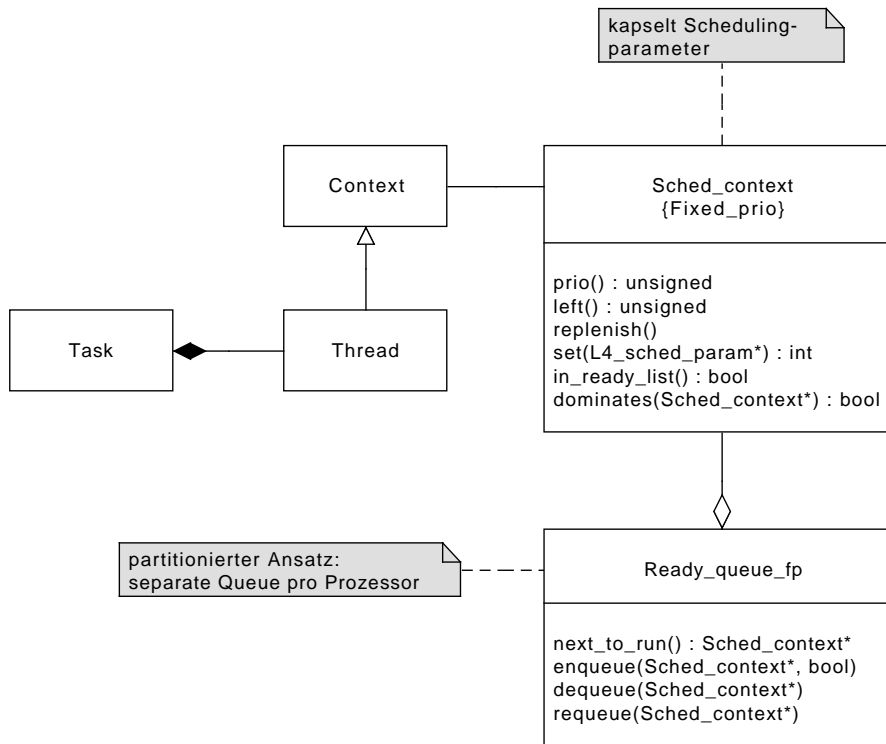 kapselt Scheduling-
parameter
Context
Sched_context
{Fixed_prio}
prio() : unsigned
left() : unsigned
replenish()
set(L4_sched_param*) : int
in_ready_list() : bool
dominates(Sched_context*) : bool
Task
Thread
partitionierter Ansatz:
separate Queue pro Prozessor
Ready_queue_fp
next_to_run() : Sched_context*
enqueue(Sched_context*, bool)
dequeue(Sched_context*)
requeue(Sched_context*)